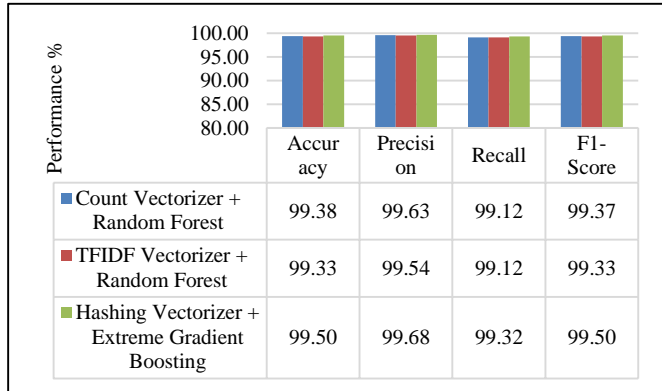 Performance %
100.00
95.00
90.00
85.00
80.00
Accur
acy
Precisi
on
Recall
F1-
Score
Count Vectorizer +
Random Forest
99.38 99.63 99.12 99.37
TFIDF Vectorizer +
Random Forest
99.33 99.54 99.12 99.33
Hashing Vectorizer +
Extreme Gradient
Boosting
99.50 99.68 99.32 99.50